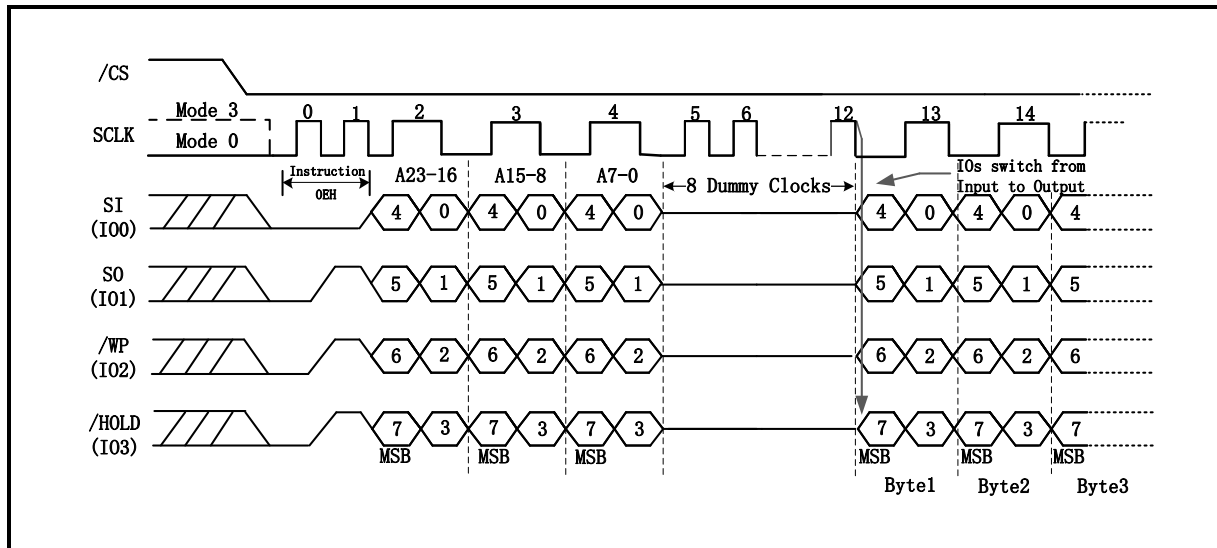 /CS
Mode 3
SCLK
Mode 0
0 1 2 3 4 5 6 12 13 14
Instruction
0EH
A23-16 A15-8 A7-0
8 Dummy Clocks
IOs switch from
Input to Output
SI
(IO0)
4 0 4 0 4 0 4 0 4 0 4
SO
(IO1)
5 1 5 1 5 1 5 1 5 1 5
/WP
(IO2)
6 2 6 2 6 2 6 2 6 2 6
/HOLD
(IO3)
7 3 7 3 7 3 7 3 7 3 7
MSB MSB MSB MSB MSB MSB
Byte1 Byte2 Byte3